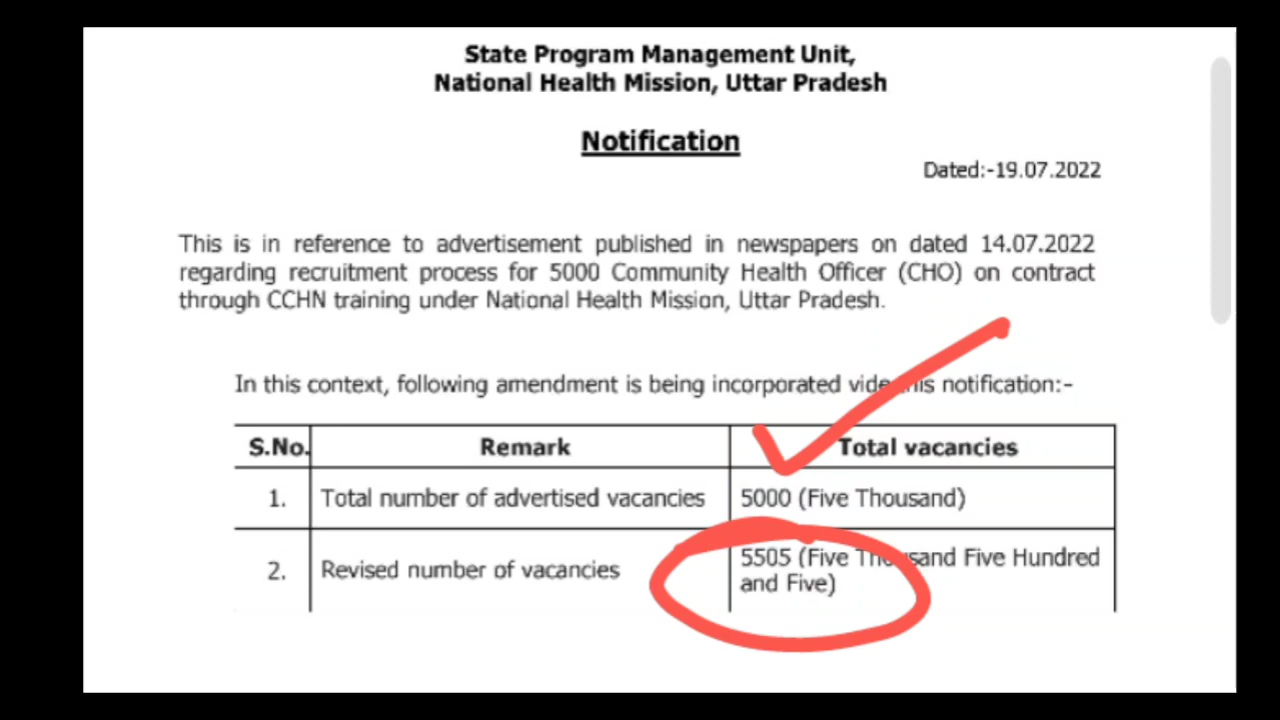 State Program Management Unit,
National Health Mission, Uttar Pradesh
Notification
Dated:-19.07.2022
This is in reference to advertisement published in newspapers on dated 14.07.2022
regarding recruitment process for 5000 Community Health Officer (CHO) on contract
through CCHN training under National Health Mission, Uttar Pradesh.
In this context, following amendment is being incorporated vide this notification:-
S.No. Remark Total vacancies
1. Total number of advertised vacancies 5000 (Five Thousand)
2. Revised number of vacancies 5505 (Five Thousand Five Hundred
and Five)